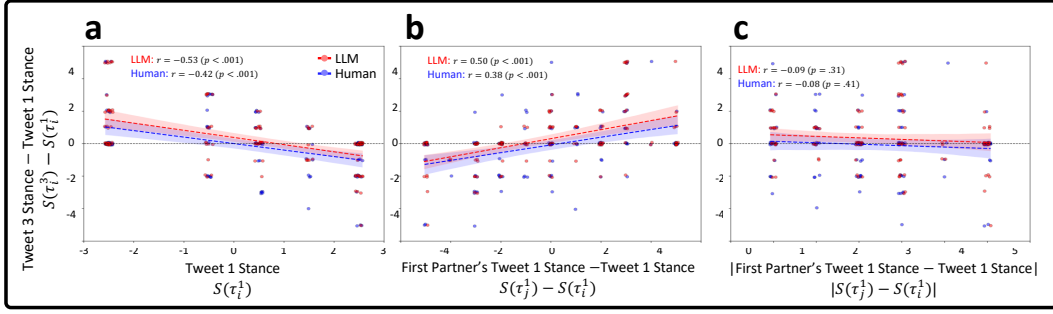 a
b
c
LLM: r = −0.53 (p < .001)
Human: r = −0.42 (p < .001)
LLM
Human
LLM: r = 0.50 (p < .001)
Human: r = 0.38 (p < .001)
LLM: r = −0.09 (p = .31)
Human: r = −0.08 (p = .41)
Tweet 3 Stance − Tweet 1 Stance
S(τ_i^3) − S(τ_i^1)
4
2
0
-2
-4
4
2
0
-2
-4
4
2
0
-2
-4
-3 -2 -1 0 1 2 3
-4 -2 0 2 4
0 1 2 3 4 5
Tweet 1 Stance
S(τ_i^1)
First Partner's Tweet 1 Stance −Tweet 1 Stance
S(τ_j^1) − S(τ_i^1)
|First Partner's Tweet 1 Stance − Tweet 1 Stance|
|S(τ_j^1) − S(τ_i^1)|